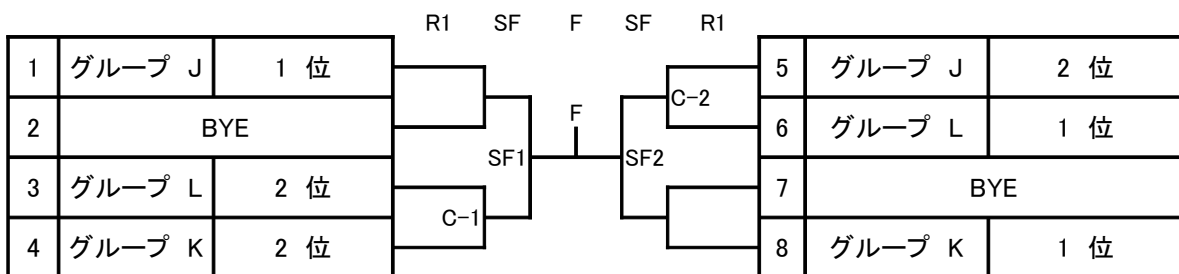 R1 SF F SF R1
1 グループ J 1 位 5 グループ J 2 位
C-2
2 BYE F 6 グループ L 1 位
SF1 SF2
3 グループ L 2 位 7 BYE
C-1
4 グループ K 2 位 8 グループ K 1 位